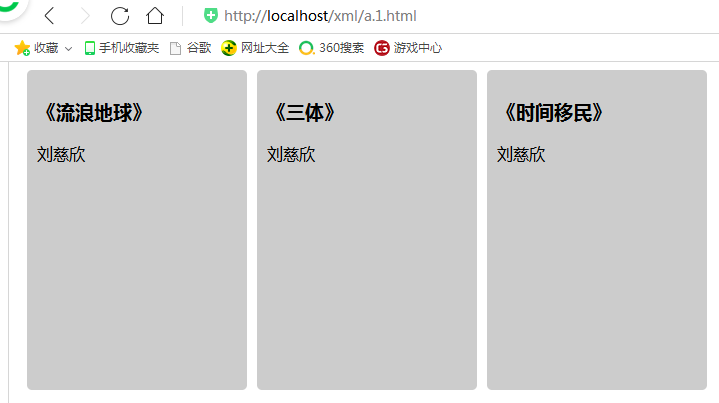 http://localhost/xml/a.1.html
收藏 手机收藏夹 谷歌 网址大全 360搜索 游戏中心
《流浪地球》 《三体》 《时间移民》
刘慈欣 刘慈欣 刘慈欣